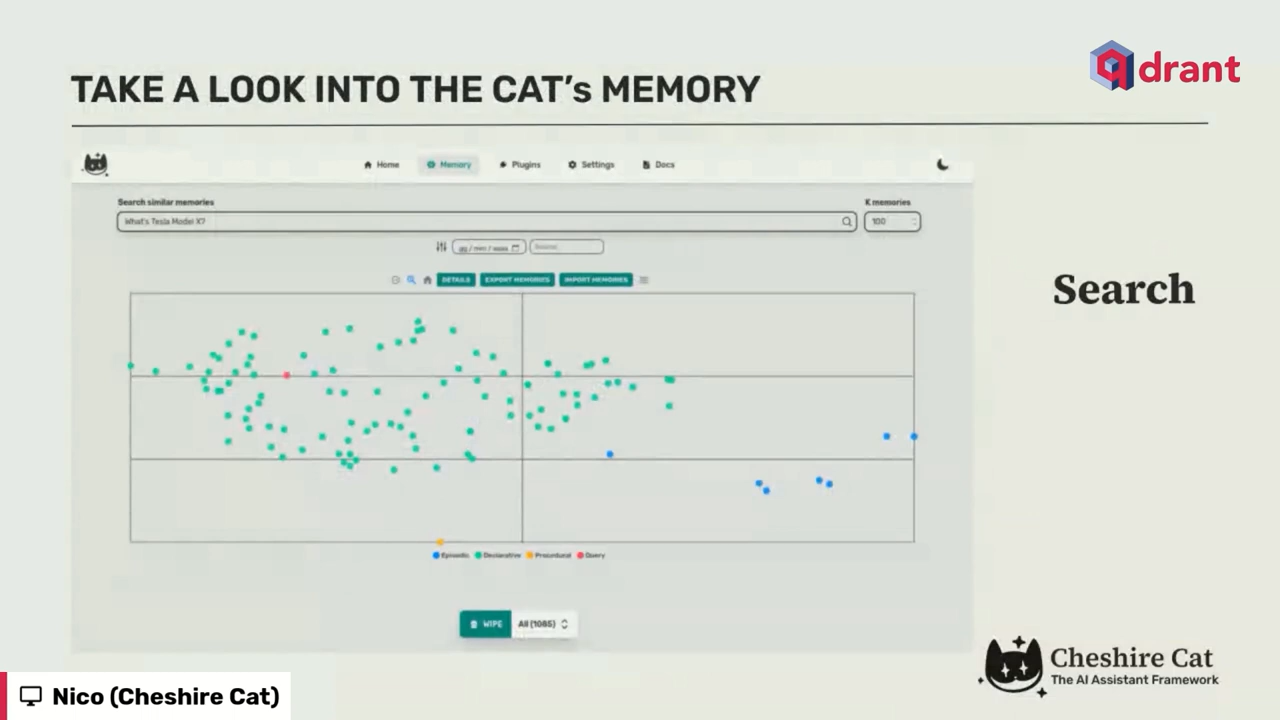 TAKE A LOOK INTO THE CAT's MEMORY
qdrant
Home
Memory
Plugins
Settings
Docs
Search similar memories
K memories
What's Tesla Model X?
100
DETAILS
EXPORT MEMORIES
IMPORT MEMORIES
Search
Episodic
Declarative
Procedural
Query
WIPE
All (1085)
Cheshire Cat
The AI Assistant Framework
Nico (Cheshire Cat)